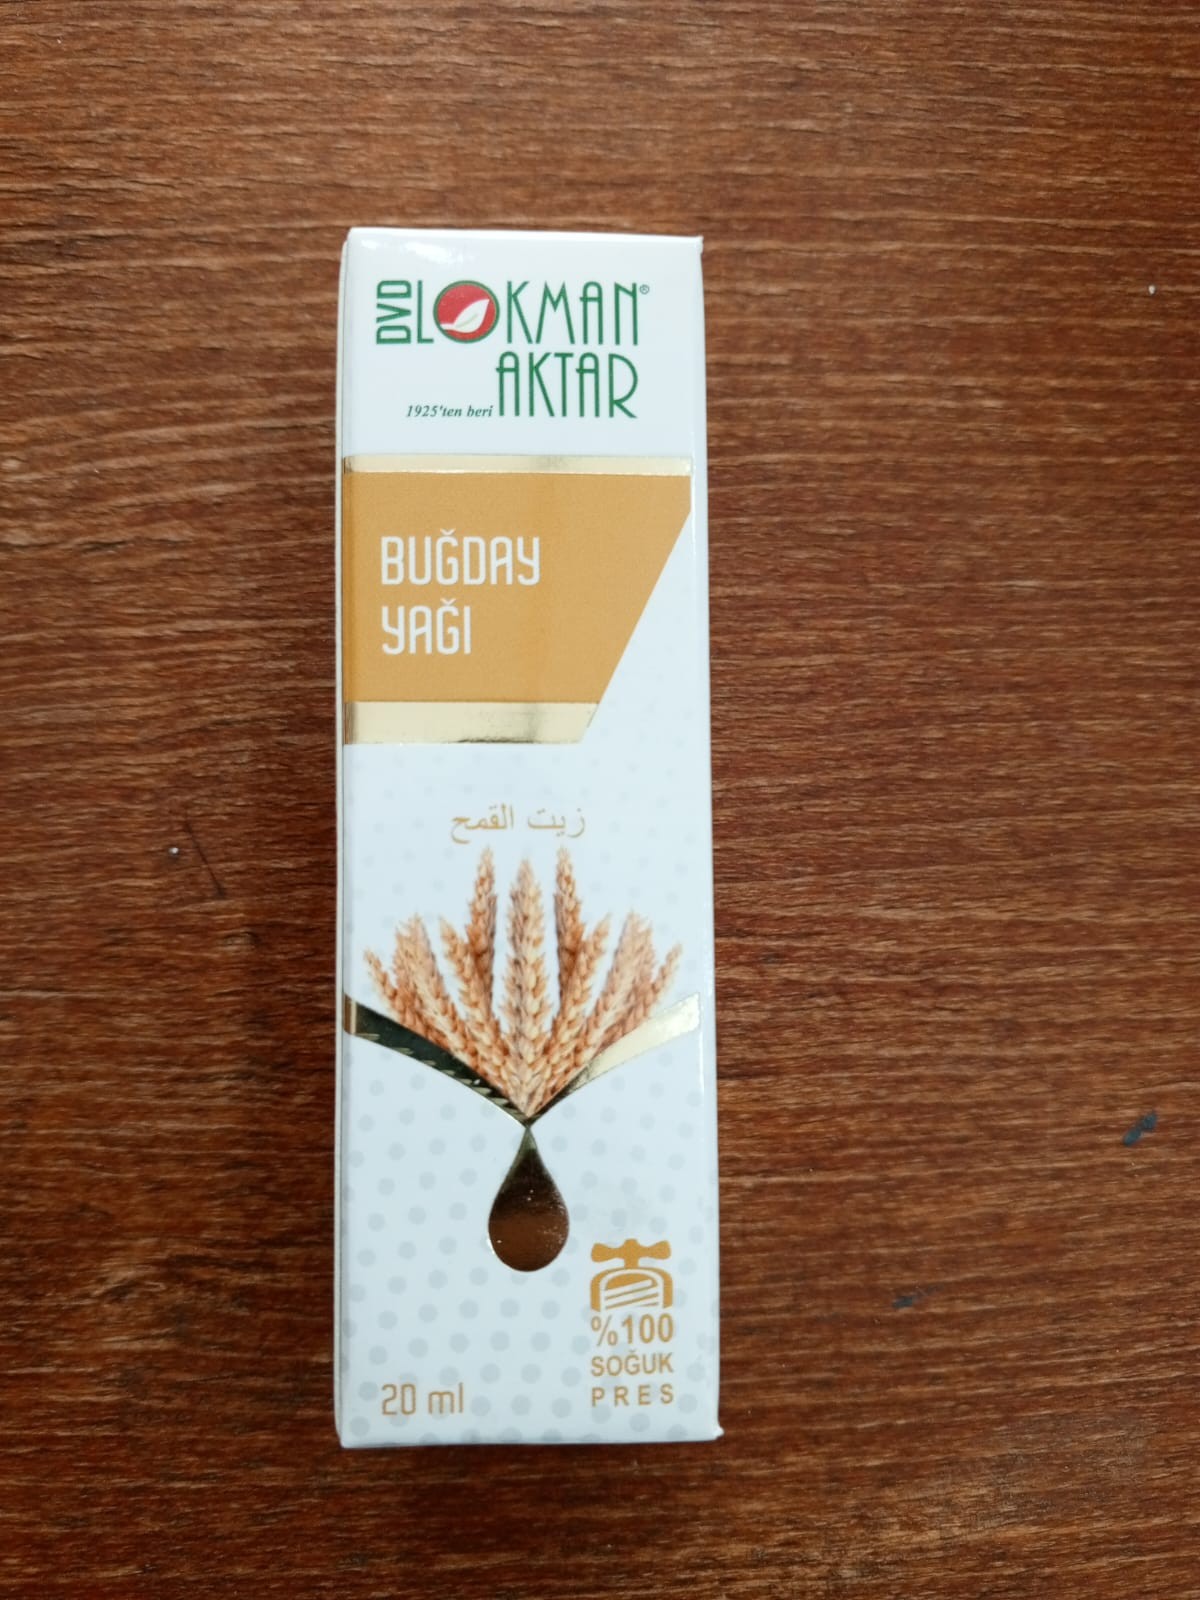 DVD LOKMAN®
AKTAR
1925'ten beri
BUĞDAY
YAĞI
زيت القمح
%100
SOĞUK
PRES
20 ml